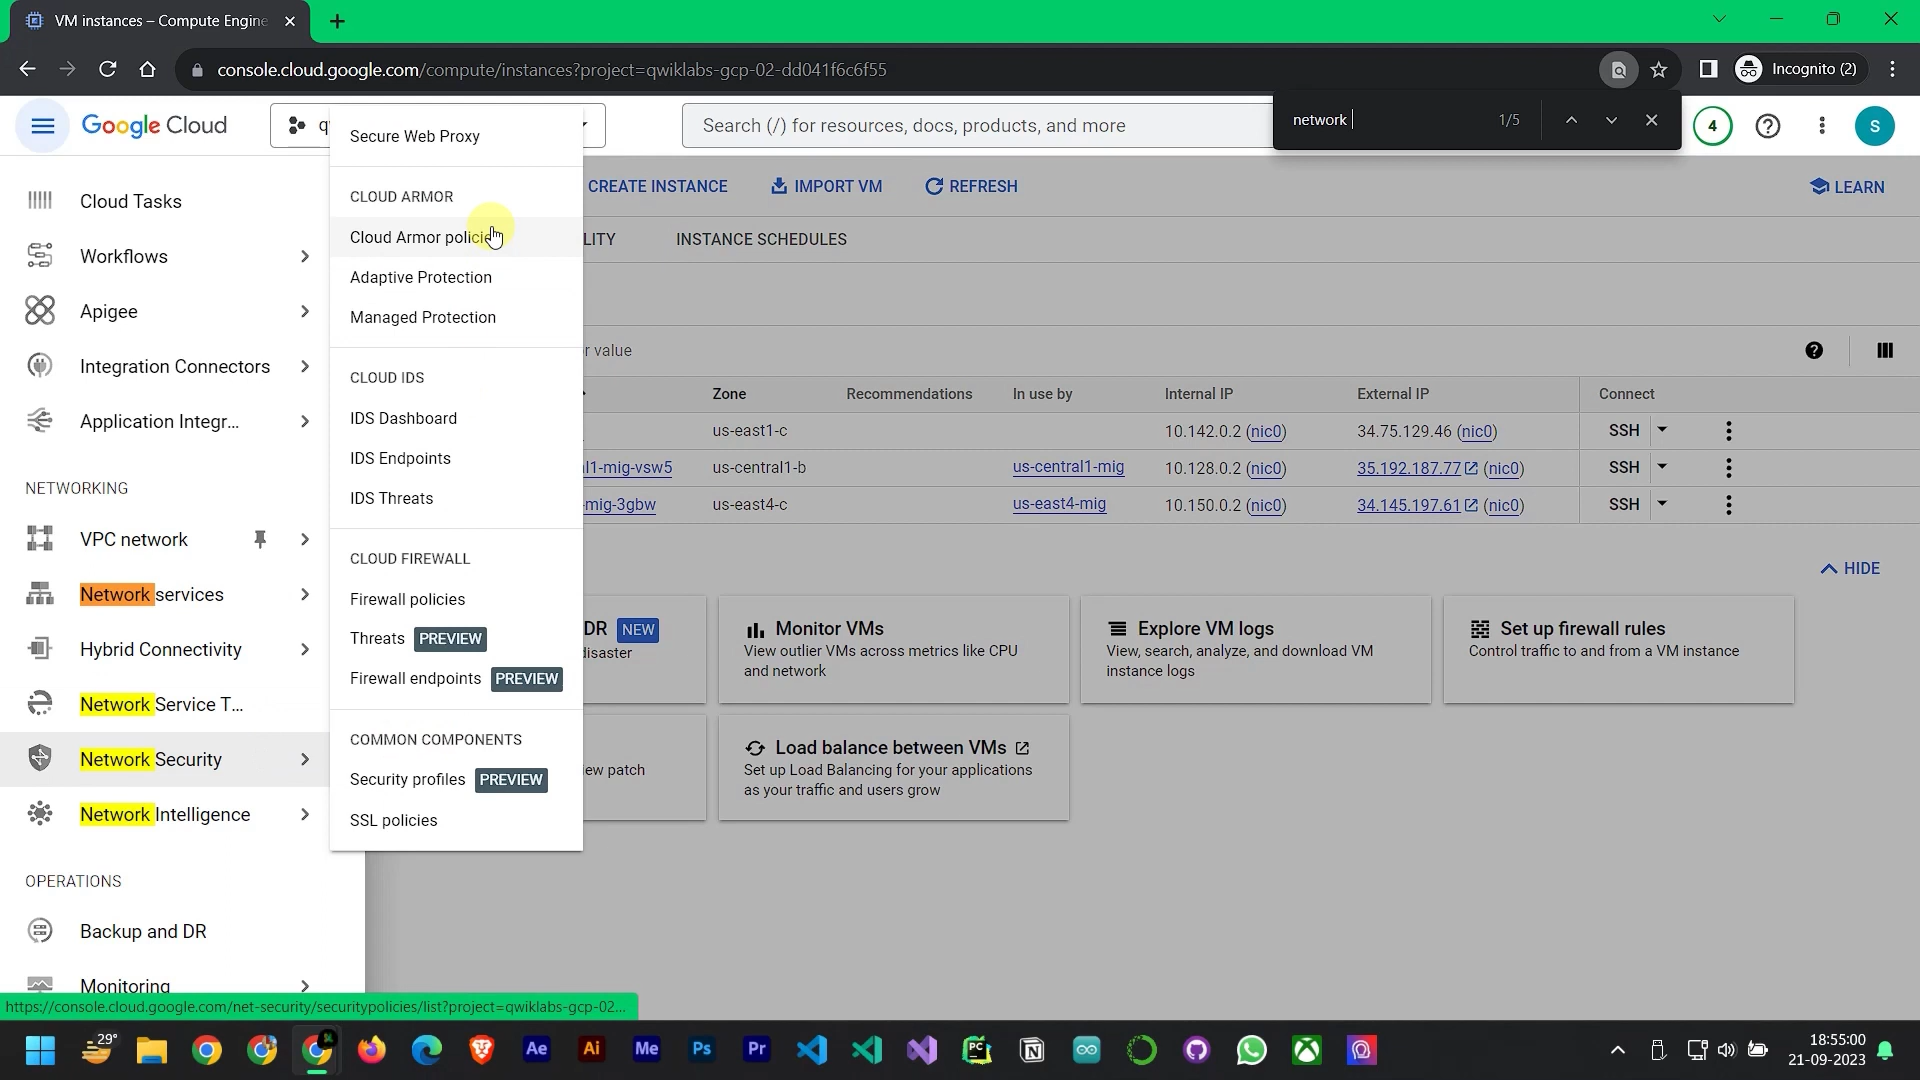 VM instances – Compute Engine
console.cloud.google.com/compute/instances?project=qwiklabs-gcp-02-dd041f6c6f55
Incognito (2)
network
1/5
Google Cloud
Search (/) for resources, docs, products, and more
4
S
CREATE INSTANCE
IMPORT VM
REFRESH
LEARN
INSTANCE SCHEDULES
Cloud Tasks
Workflows
Apigee
Integration Connectors
Application Integr...
NETWORKING
VPC network
Network services
Hybrid Connectivity
Network Service T...
Network Security
Network Intelligence
OPERATIONS
Backup and DR
Monitoring
Secure Web Proxy
CLOUD ARMOR
Cloud Armor policies
Adaptive Protection
Managed Protection
CLOUD IDS
IDS Dashboard
IDS Endpoints
IDS Threats
CLOUD FIREWALL
Firewall policies
Threats PREVIEW
Firewall endpoints PREVIEW
COMMON COMPONENTS
Security profiles PREVIEW
SSL policies
value
Zone Recommendations In use by Internal IP External IP Connect
us-east1-c 10.142.0.2 (nic0) 34.75.129.46 (nic0) SSH
l1-mig-vsw5 us-central1-b us-central1-mig 10.128.0.2 (nic0) 35.192.187.77 (nic0) SSH
-mig-3gbw us-east4-c us-east4-mig 10.150.0.2 (nic0) 34.145.197.61 (nic0) SSH
HIDE
DR NEW
disaster
Monitor VMs
View outlier VMs across metrics like CPU
and network
Explore VM logs
View, search, analyze, and download VM
instance logs
Set up firewall rules
Control traffic to and from a VM instance
patch
Load balance between VMs
Set up Load Balancing for your applications
as your traffic and users grow
https://console.cloud.google.com/net-security/securitypolicies/list?project=qwiklabs-gcp-02...
29°
Ae
Ai
Me
Ps
Pr
PC
18:55:00
21-09-2023